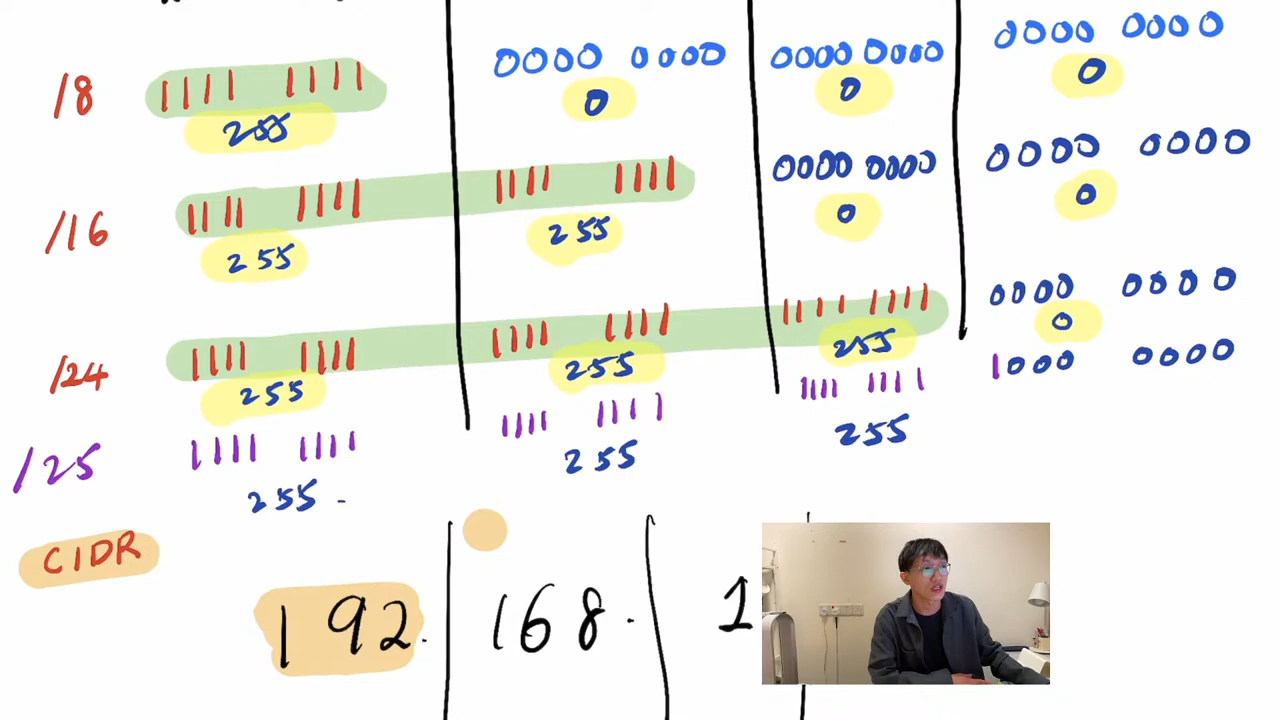 /8 1111 1111 0000 0000 0000 0000 0000 0000
255 0 0 0
/16 1111 1111 1111 1111 0000 0000 0000 0000
255 255 0 0
/24 1111 1111 1111 1111 1111 1111 0000 0000
255 255 255 0
/25 1111 1111 1111 1111 1111 1111 1000 0000
255 255 255
CIDR
192. 168. 1